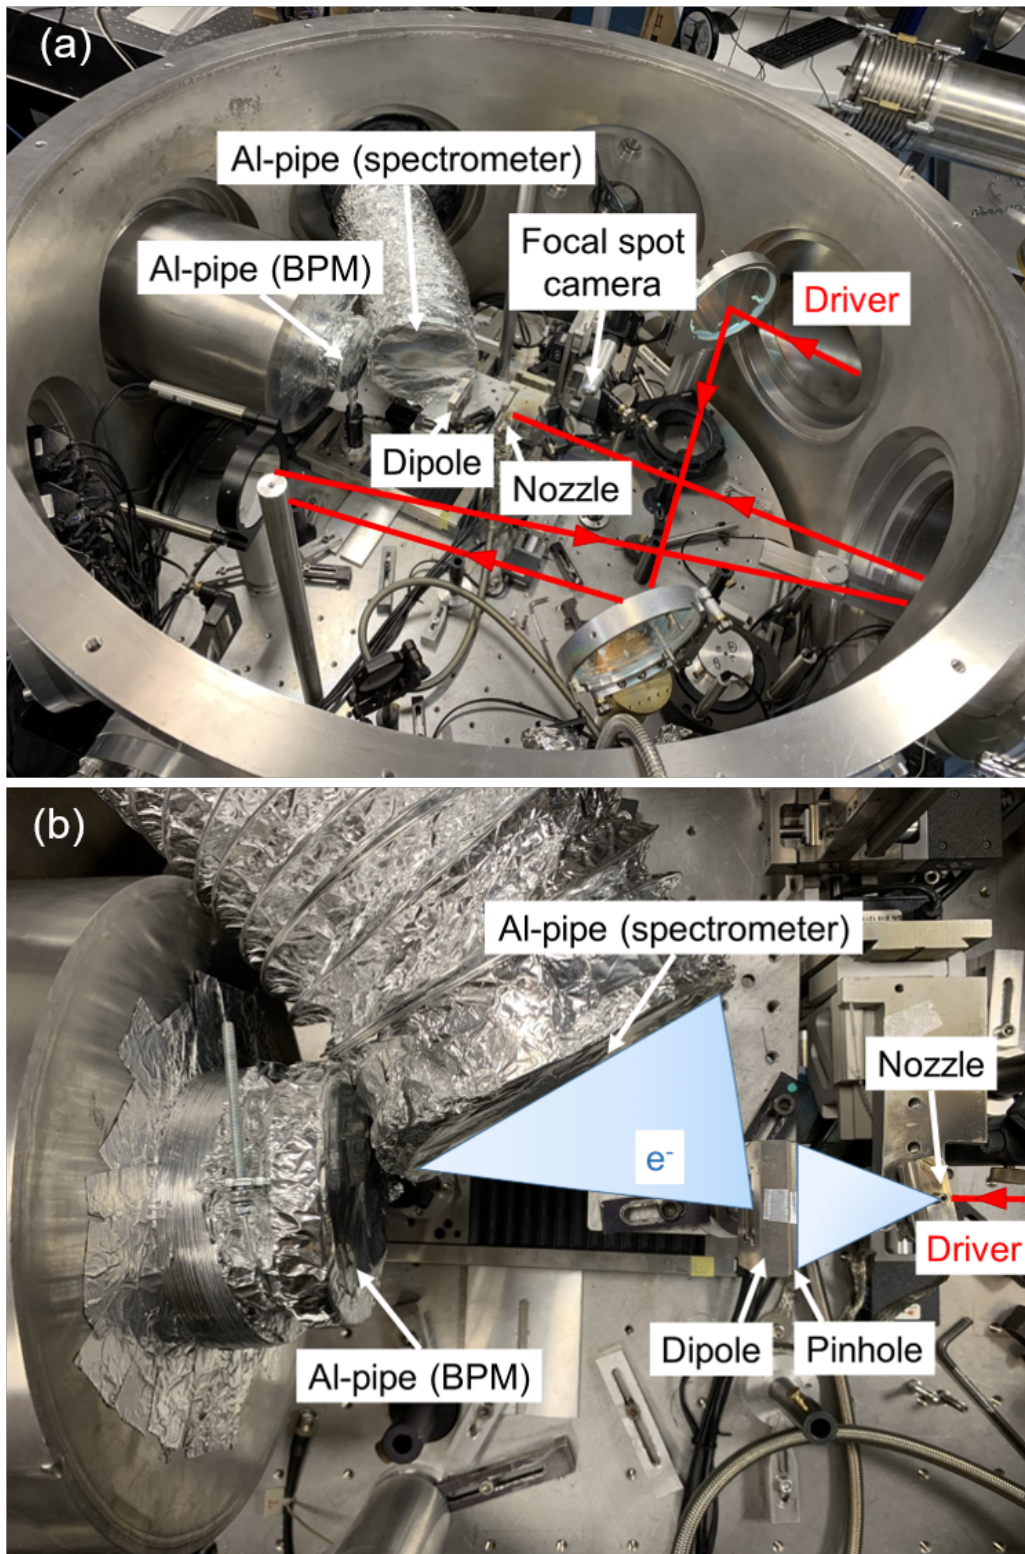 (a)
Al-pipe (spectrometer)
Focal spot
camera
Al-pipe (BPM)
Driver
Dipole
Nozzle
(b)
Al-pipe (spectrometer)
Nozzle
e-
Driver
Dipole
Pinhole
Al-pipe (BPM)